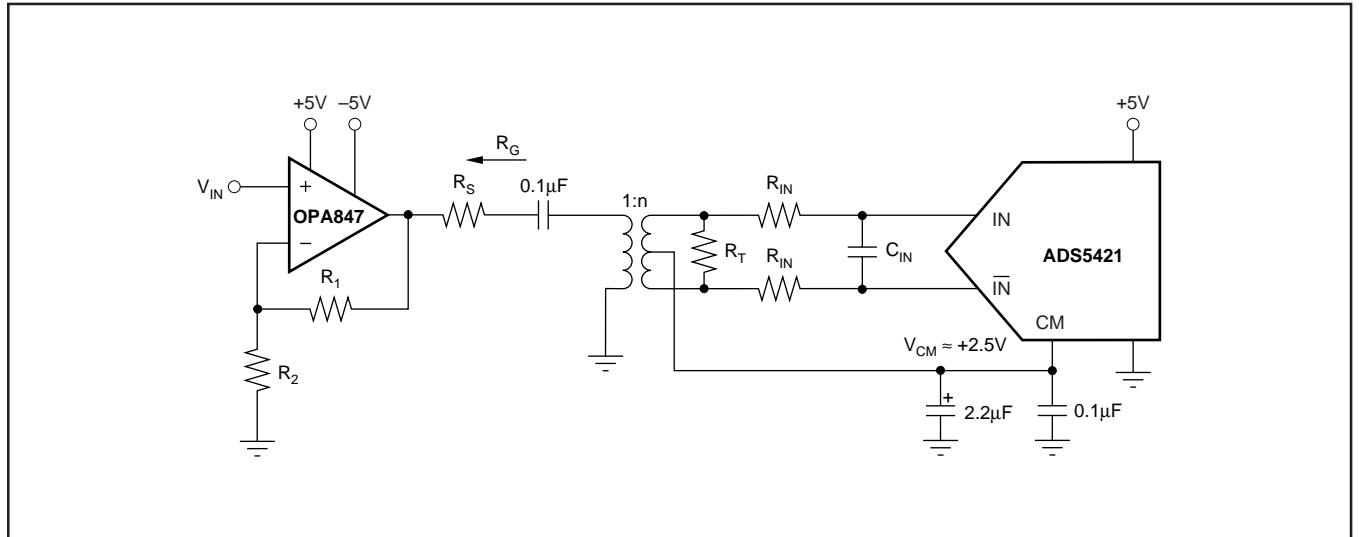 +5V –5V
+5V
R_G
V_IN
+
OPA847
–
R_S
0.1µF
1:n
R_IN
IN
R_T
C_IN
ADS5421
R_1
R_IN
I̅N̅
CM
V_CM ≈ +2.5V
R_2
+
2.2µF
0.1µF